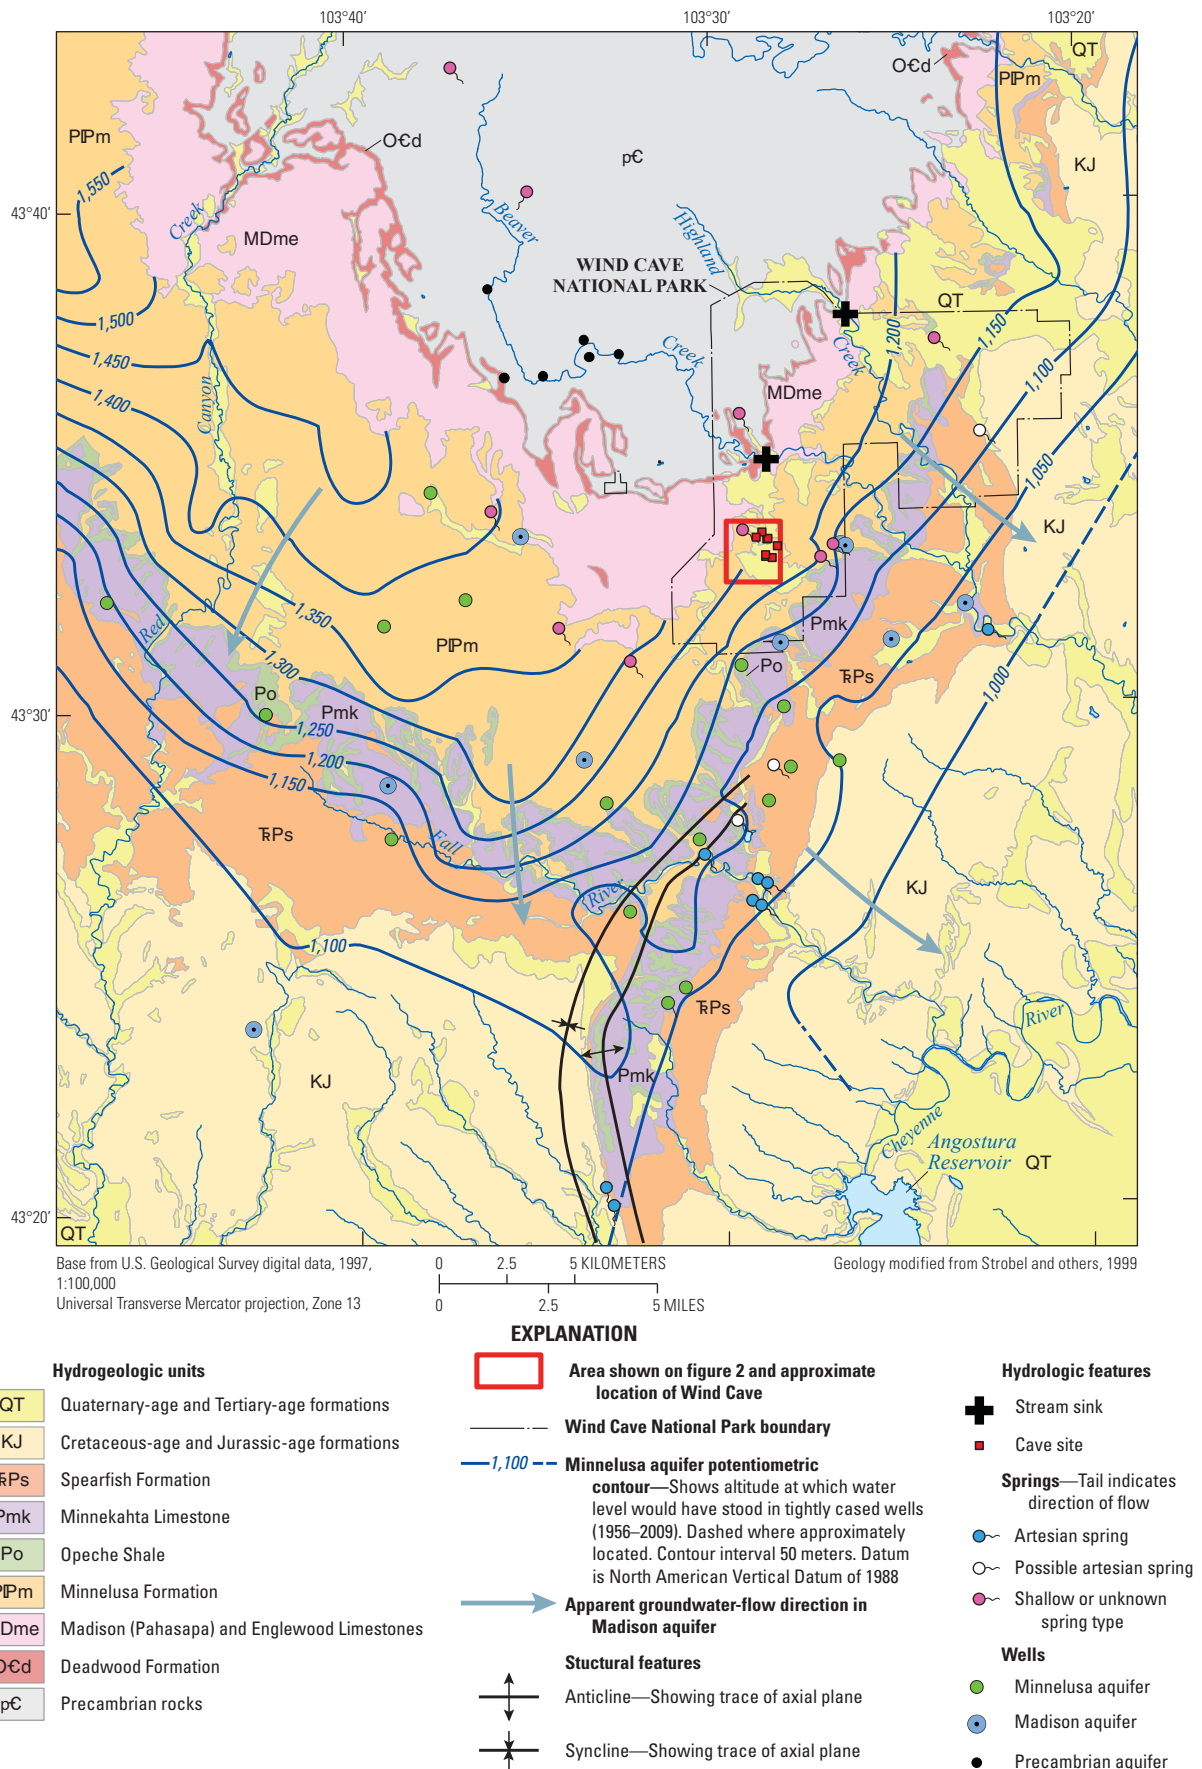 103°40′
103°30′
103°20′
O-Cd
QT
PIPm
PIPm
O-Cd
KJ
p-C
1,550
43°40′
Creek
Beaver
Highland
MDme
WIND CAVE
NATIONAL PARK
QT
1,500
1,200
1,150
1,450
Creek
Creek
1,100
1,400
Canyon
MDme
1,050
KJ
1,350
Red
Pmk
PIPm
1,300
Po
TRPs
1,000
Po
43°30′
Pmk
1,250
1,200
1,150
TRPs
Fall
KJ
River
1,100
TRPs
River
KJ
Pmk
Cheyenne
Angostura
Reservoir
QT
43°20′
QT
Base from U.S. Geological Survey digital data, 1997,
1:100,000
Universal Transverse Mercator projection, Zone 13
0 2.5 5 KILOMETERS
0 2.5 5 MILES
Geology modified from Strobel and others, 1999
EXPLANATION
Hydrogeologic units
QT Quaternary-age and Tertiary-age formations
KJ Cretaceous-age and Jurassic-age formations
RPs Spearfish Formation
Pmk Minnekahta Limestone
Po Opeche Shale
PIPm Minnelusa Formation
Dme Madison (Pahasapa) and Englewood Limestones
O-Cd Deadwood Formation
p-C Precambrian rocks
Area shown on figure 2 and approximate
location of Wind Cave
Wind Cave National Park boundary
1,100 Minnelusa aquifer potentiometric
contour—Shows altitude at which water
level would have stood in tightly cased wells
(1956–2009). Dashed where approximately
located. Contour interval 50 meters. Datum
is North American Vertical Datum of 1988
Apparent groundwater-flow direction in
Madison aquifer
Stuctural features
Anticline—Showing trace of axial plane
Syncline—Showing trace of axial plane
Hydrologic features
Stream sink
Cave site
Springs—Tail indicates
direction of flow
Artesian spring
Possible artesian spring
Shallow or unknown
spring type
Wells
Minnelusa aquifer
Madison aquifer
Precambrian aquifer